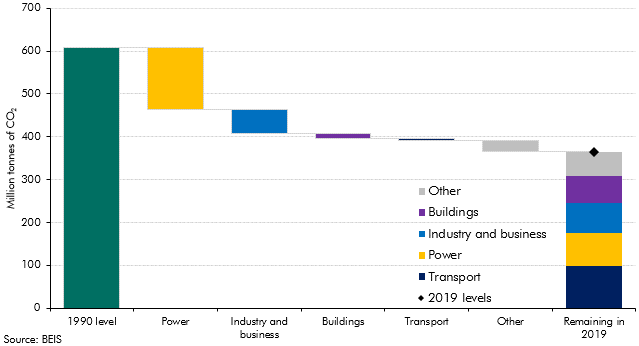 700
600
500
400
300
200
100
0
Million tonnes of CO₂
Other
Buildings
Industry and business
Power
Transport
2019 levels
1990 level
Power
Industry and
business
Buildings
Transport
Other
Remaining in
2019
Source: BEIS